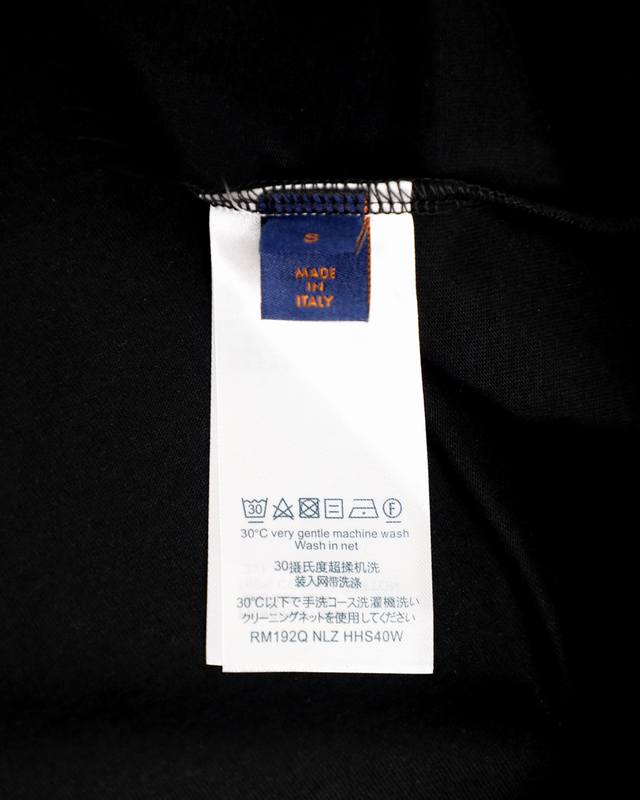 S
MADE
IN
ITALY
30 F
30°C very gentle machine wash
Wash in net
30摄氏度超揉机洗
装入网带洗涤
30℃以下で手洗コース洗濯機洗い
クリーニングネットを使用してください
RM192Q NLZ HHS40W